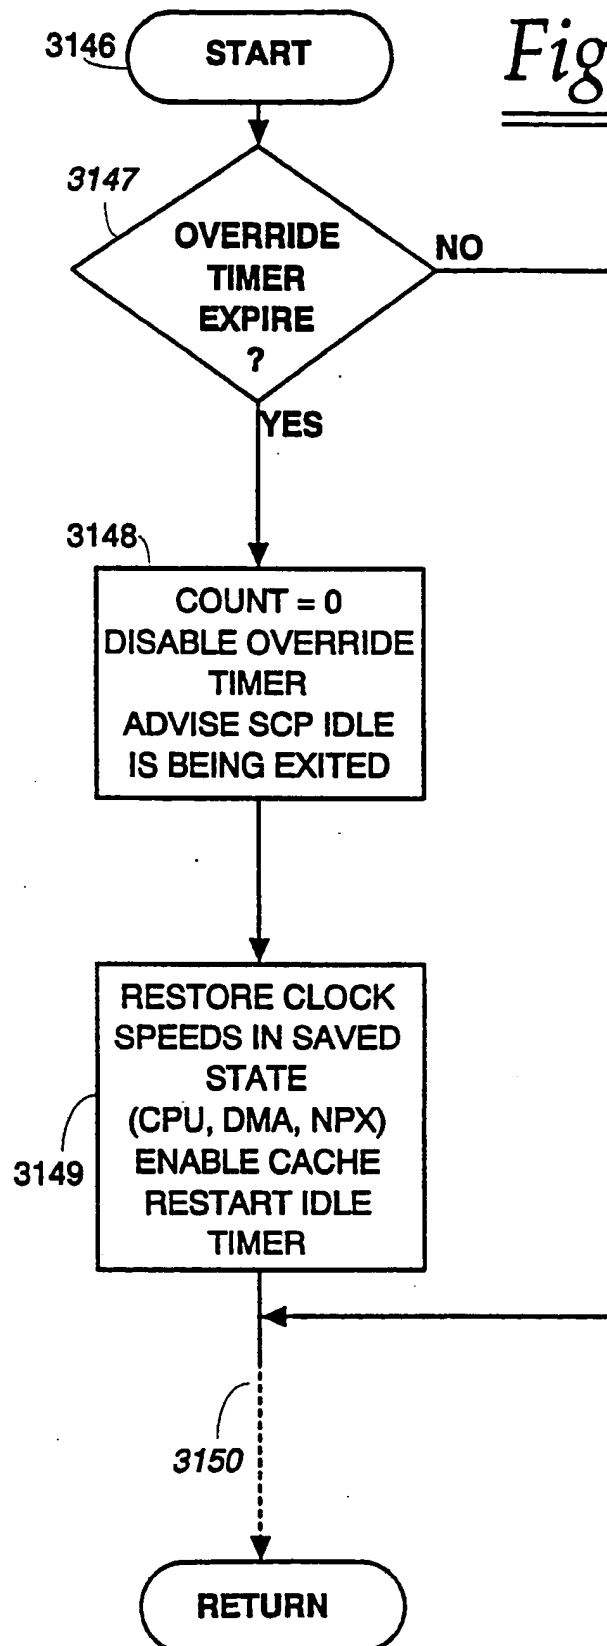 3146
START
Fig
3147
OVERRIDE
TIMER
EXPIRE
?
NO
YES
3148
COUNT = 0
DISABLE OVERRIDE
TIMER
ADVISE SCP IDLE
IS BEING EXITED
RESTORE CLOCK
SPEEDS IN SAVED
STATE
(CPU, DMA, NPX)
ENABLE CACHE
3149
RESTART IDLE
TIMER
3150
RETURN